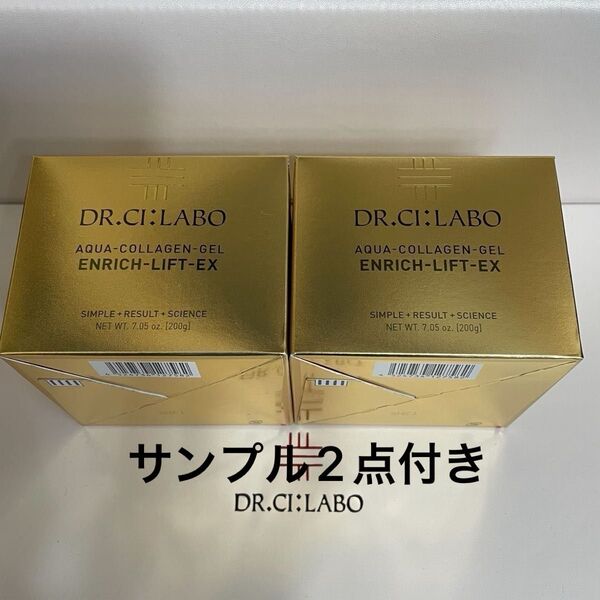 DR.CI:LABO
AQUA-COLLAGEN-GEL
ENRICH-LIFT-EX
SIMPLE+RESULT+SCIENCE
NET WT. 7.05 oz. [200g]
DR.CI:LABO
AQUA-COLLAGEN-GEL
ENRICH-LIFT-EX
SIMPLE+RESULT+SCIENCE
NET WT. 7.05 oz. [200g]
サンプル2点付き
DR.CI:LABO